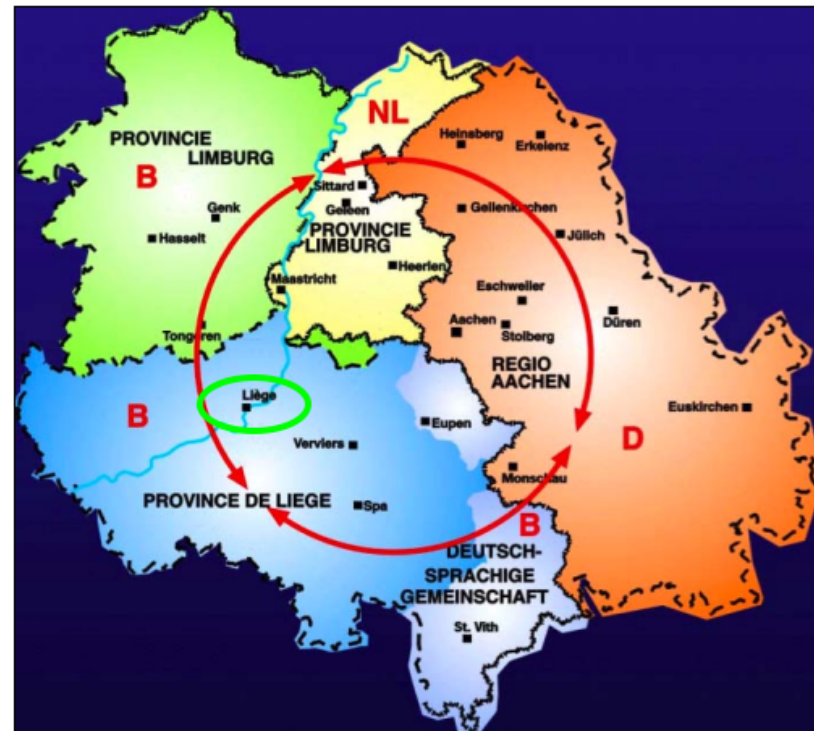 NL
PROVINCIE
LIMBURG
B
Heinsberg
Erkelenz
Sittard
Geleen
Genk
Hasselt
Gellenkirchen
PROVINCIE
LIMBURG
Jülich
Heerlen
Maastricht
Eschweiler
Düren
Aachen
Stolberg
Tongeren
REGIO
AACHEN
Liège
B
Eupen
Euskirchen
Verviers
D
Monschau
PROVINCE DE LIEGE
Spa
B
DEUTSCH-
SPRACHIGE
GEMEINSCHAFT
St. Vith